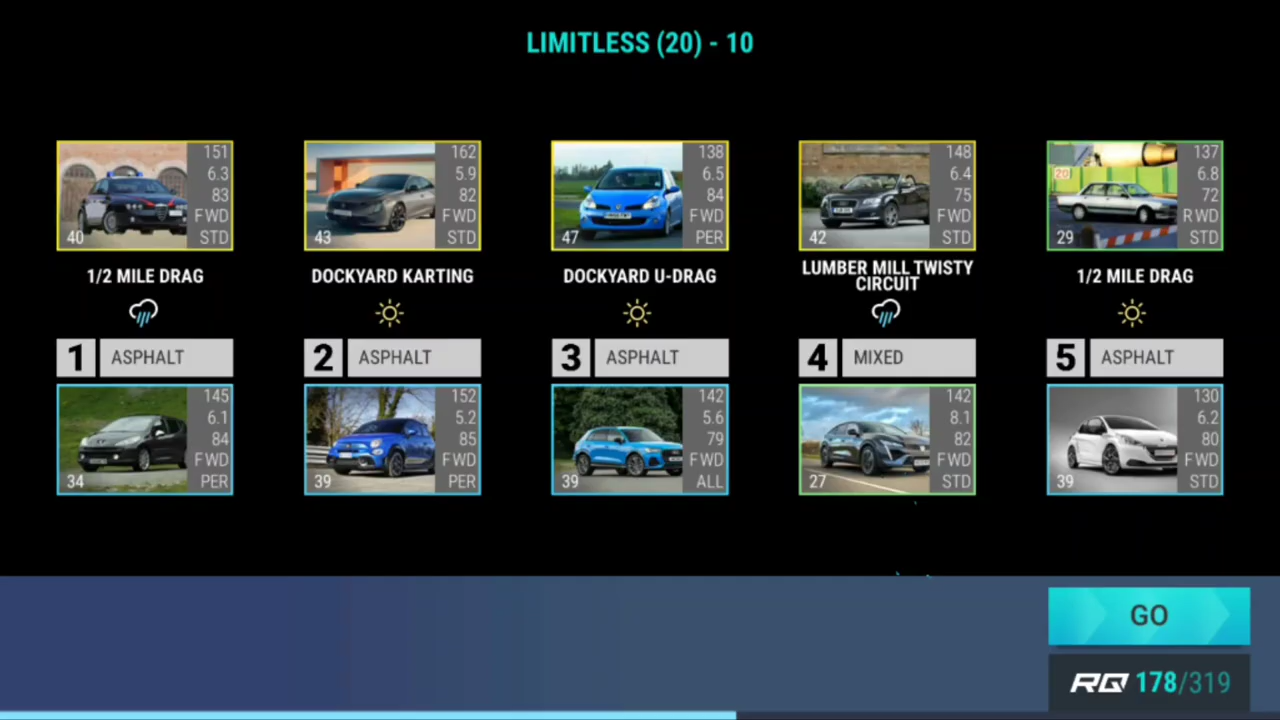 LIMITLESS (20) - 10
151
6.3
83
FWD
40 STD
162
5.9
82
FWD
43 STD
138
6.5
84
FWD
47 PER
148
6.4
75
FWD
42 STD
20
137
6.8
72
RWD
29 STD
1/2 MILE DRAG
DOCKYARD KARTING
DOCKYARD U-DRAG
LUMBER MILL TWISTY
CIRCUIT
1/2 MILE DRAG
1 ASPHALT
2 ASPHALT
3 ASPHALT
4 MIXED
5 ASPHALT
145
6.1
84
FWD
34 PER
152
5.2
85
FWD
39 PER
142
5.6
79
FWD
39 ALL
142
8.1
82
FWD
27 STD
130
6.2
80
FWD
39 STD
GO
RQ 178/319